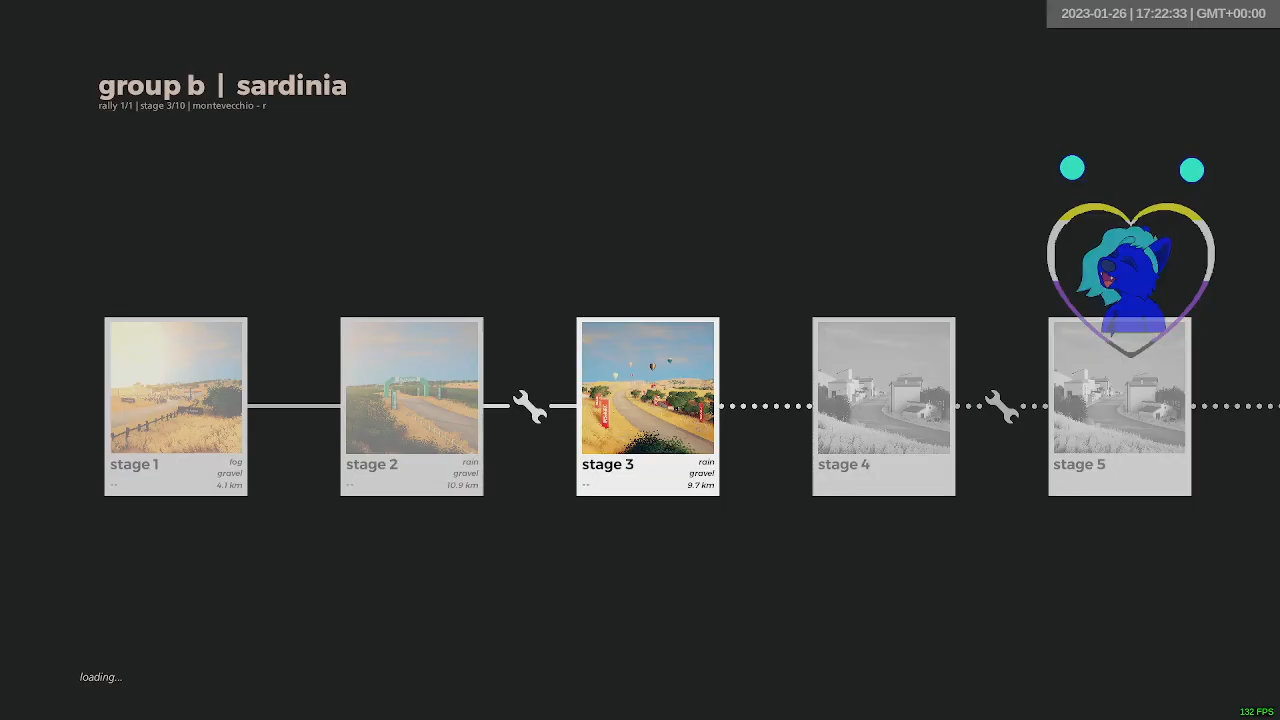 2023-01-26 | 17:22:33 | GMT+00:00
group b | sardinia
rally 1/1 | stage 3/10 | montevecchio - r
stage 1
fog
gravel
--
4.1 km
stage 2
rain
gravel
--
10.9 km
stage 3
rain
gravel
--
9.7 km
stage 4
stage 5
loading...
132 FPS